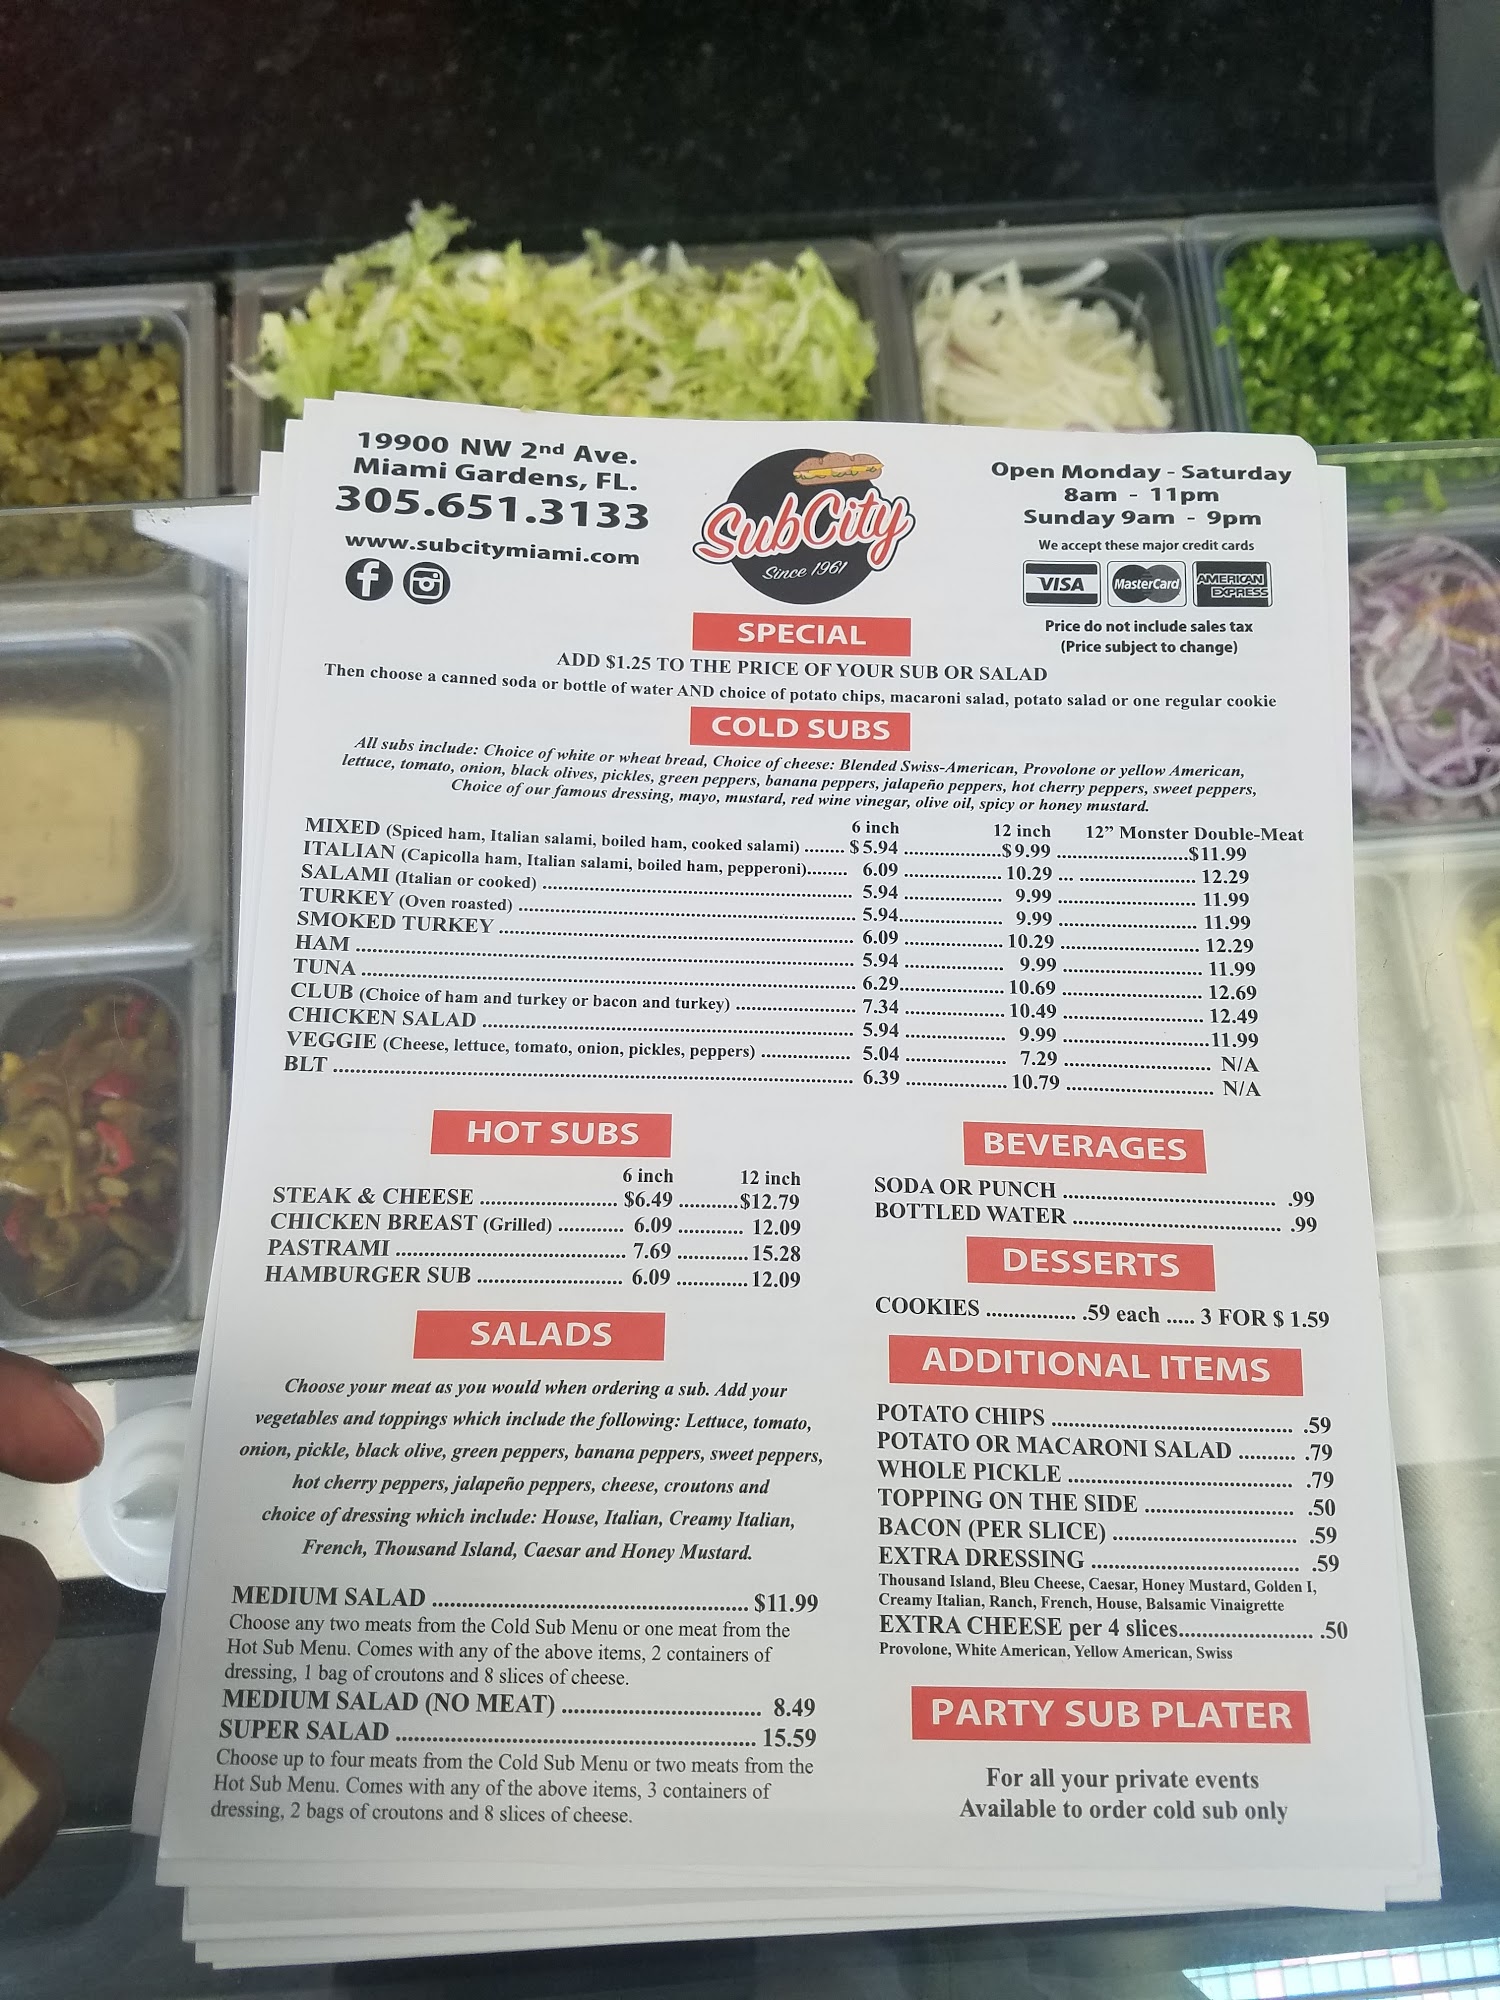 19900 NW 2nd Ave.
Miami Gardens, FL.
305.651.3133
www.subcitymiami.com
SubCity
Since 1961
Open Monday - Saturday
8am - 11pm
Sunday 9am - 9pm
We accept these major credit cards
VISA MasterCard AMERICAN EXPRESS
Price do not include sales tax
(Price subject to change)
SPECIAL
ADD $1.25 TO THE PRICE OF YOUR SUB OR SALAD
Then choose a canned soda or bottle of water AND choice of potato chips, macaroni salad, potato salad or one regular cookie
COLD SUBS
All subs include: Choice of white or wheat bread, Choice of cheese: Blended Swiss-American, Provolone or yellow American,
lettuce, tomato, onion, black olives, pickles, green peppers, banana peppers, jalapeño peppers, hot cherry peppers, sweet peppers,
Choice of our famous dressing, mayo, mustard, red wine vinegar, olive oil, spicy or honey mustard.
6 inch 12 inch 12” Monster Double-Meat
MIXED (Spiced ham, Italian salami, boiled ham, cooked salami) ........ $5.94 .....................$9.99 .............................$11.99
ITALIAN (Capicolla ham, Italian salami, boiled ham, pepperoni)........ 6.09 ..................... 10.29 ... .......................... 12.29
SALAMI (Italian or cooked) ........ 5.94 ..................... 9.99 .............................. 11.99
TURKEY (Oven roasted) ........ 5.94...................... 9.99 .............................. 11.99
SMOKED TURKEY ........ 6.09 ..................... 10.29 .............................. 12.29
HAM ........ 5.94 ..................... 9.99 .............................. 11.99
TUNA ........ 6.29...................... 10.69 .............................. 12.69
CLUB (Choice of ham and turkey or bacon and turkey) ........ 7.34 ..................... 10.49 .............................. 12.49
CHICKEN SALAD ........ 5.94 ..................... 9.99 ...............................11.99
VEGGIE (Cheese, lettuce, tomato, onion, pickles, peppers) ........ 5.04 ..................... 7.29 .............................. N/A
BLT ........ 6.39 ..................... 10.79 .............................. N/A
HOT SUBS
6 inch 12 inch
STEAK & CHEESE ........................ $6.49 ...........$12.79
CHICKEN BREAST (Grilled) ............ 6.09 ............ 12.09
PASTRAMI ........................ 7.69 ............ 15.28
HAMBURGER SUB ........................ 6.09 ............ 12.09
SALADS
Choose your meat as you would when ordering a sub. Add your
vegetables and toppings which include the following: Lettuce, tomato,
onion, pickle, black olive, green peppers, banana peppers, sweet peppers,
hot cherry peppers, jalapeño peppers, cheese, croutons and
choice of dressing which include: House, Italian, Creamy Italian,
French, Thousand Island, Caesar and Honey Mustard.
MEDIUM SALAD ........................ $11.99
Choose any two meats from the Cold Sub Menu or one meat from the
Hot Sub Menu. Comes with any of the above items, 2 containers of
dressing, 1 bag of croutons and 8 slices of cheese.
MEDIUM SALAD (NO MEAT) ........................ 8.49
SUPER SALAD ........................ 15.59
Choose up to four meats from the Cold Sub Menu or two meats from the
Hot Sub Menu. Comes with any of the above items, 3 containers of
dressing, 2 bags of croutons and 8 slices of cheese.
BEVERAGES
SODA OR PUNCH ........................ .99
BOTTLED WATER ........................ .99
DESSERTS
COOKIES ................ .59 each ..... 3 FOR $ 1.59
ADDITIONAL ITEMS
POTATO CHIPS ........................ .59
POTATO OR MACARONI SALAD .......... .79
WHOLE PICKLE ........................ .79
TOPPING ON THE SIDE ........................ .50
BACON (PER SLICE) ........................ .59
EXTRA DRESSING ........................ .59
Thousand Island, Bleu Cheese, Caesar, Honey Mustard, Golden I,
Creamy Italian, Ranch, French, House, Balsamic Vinaigrette
EXTRA CHEESE per 4 slices........................ .50
Provolone, White American, Yellow American, Swiss
PARTY SUB PLATER
For all your private events
Available to order cold sub only